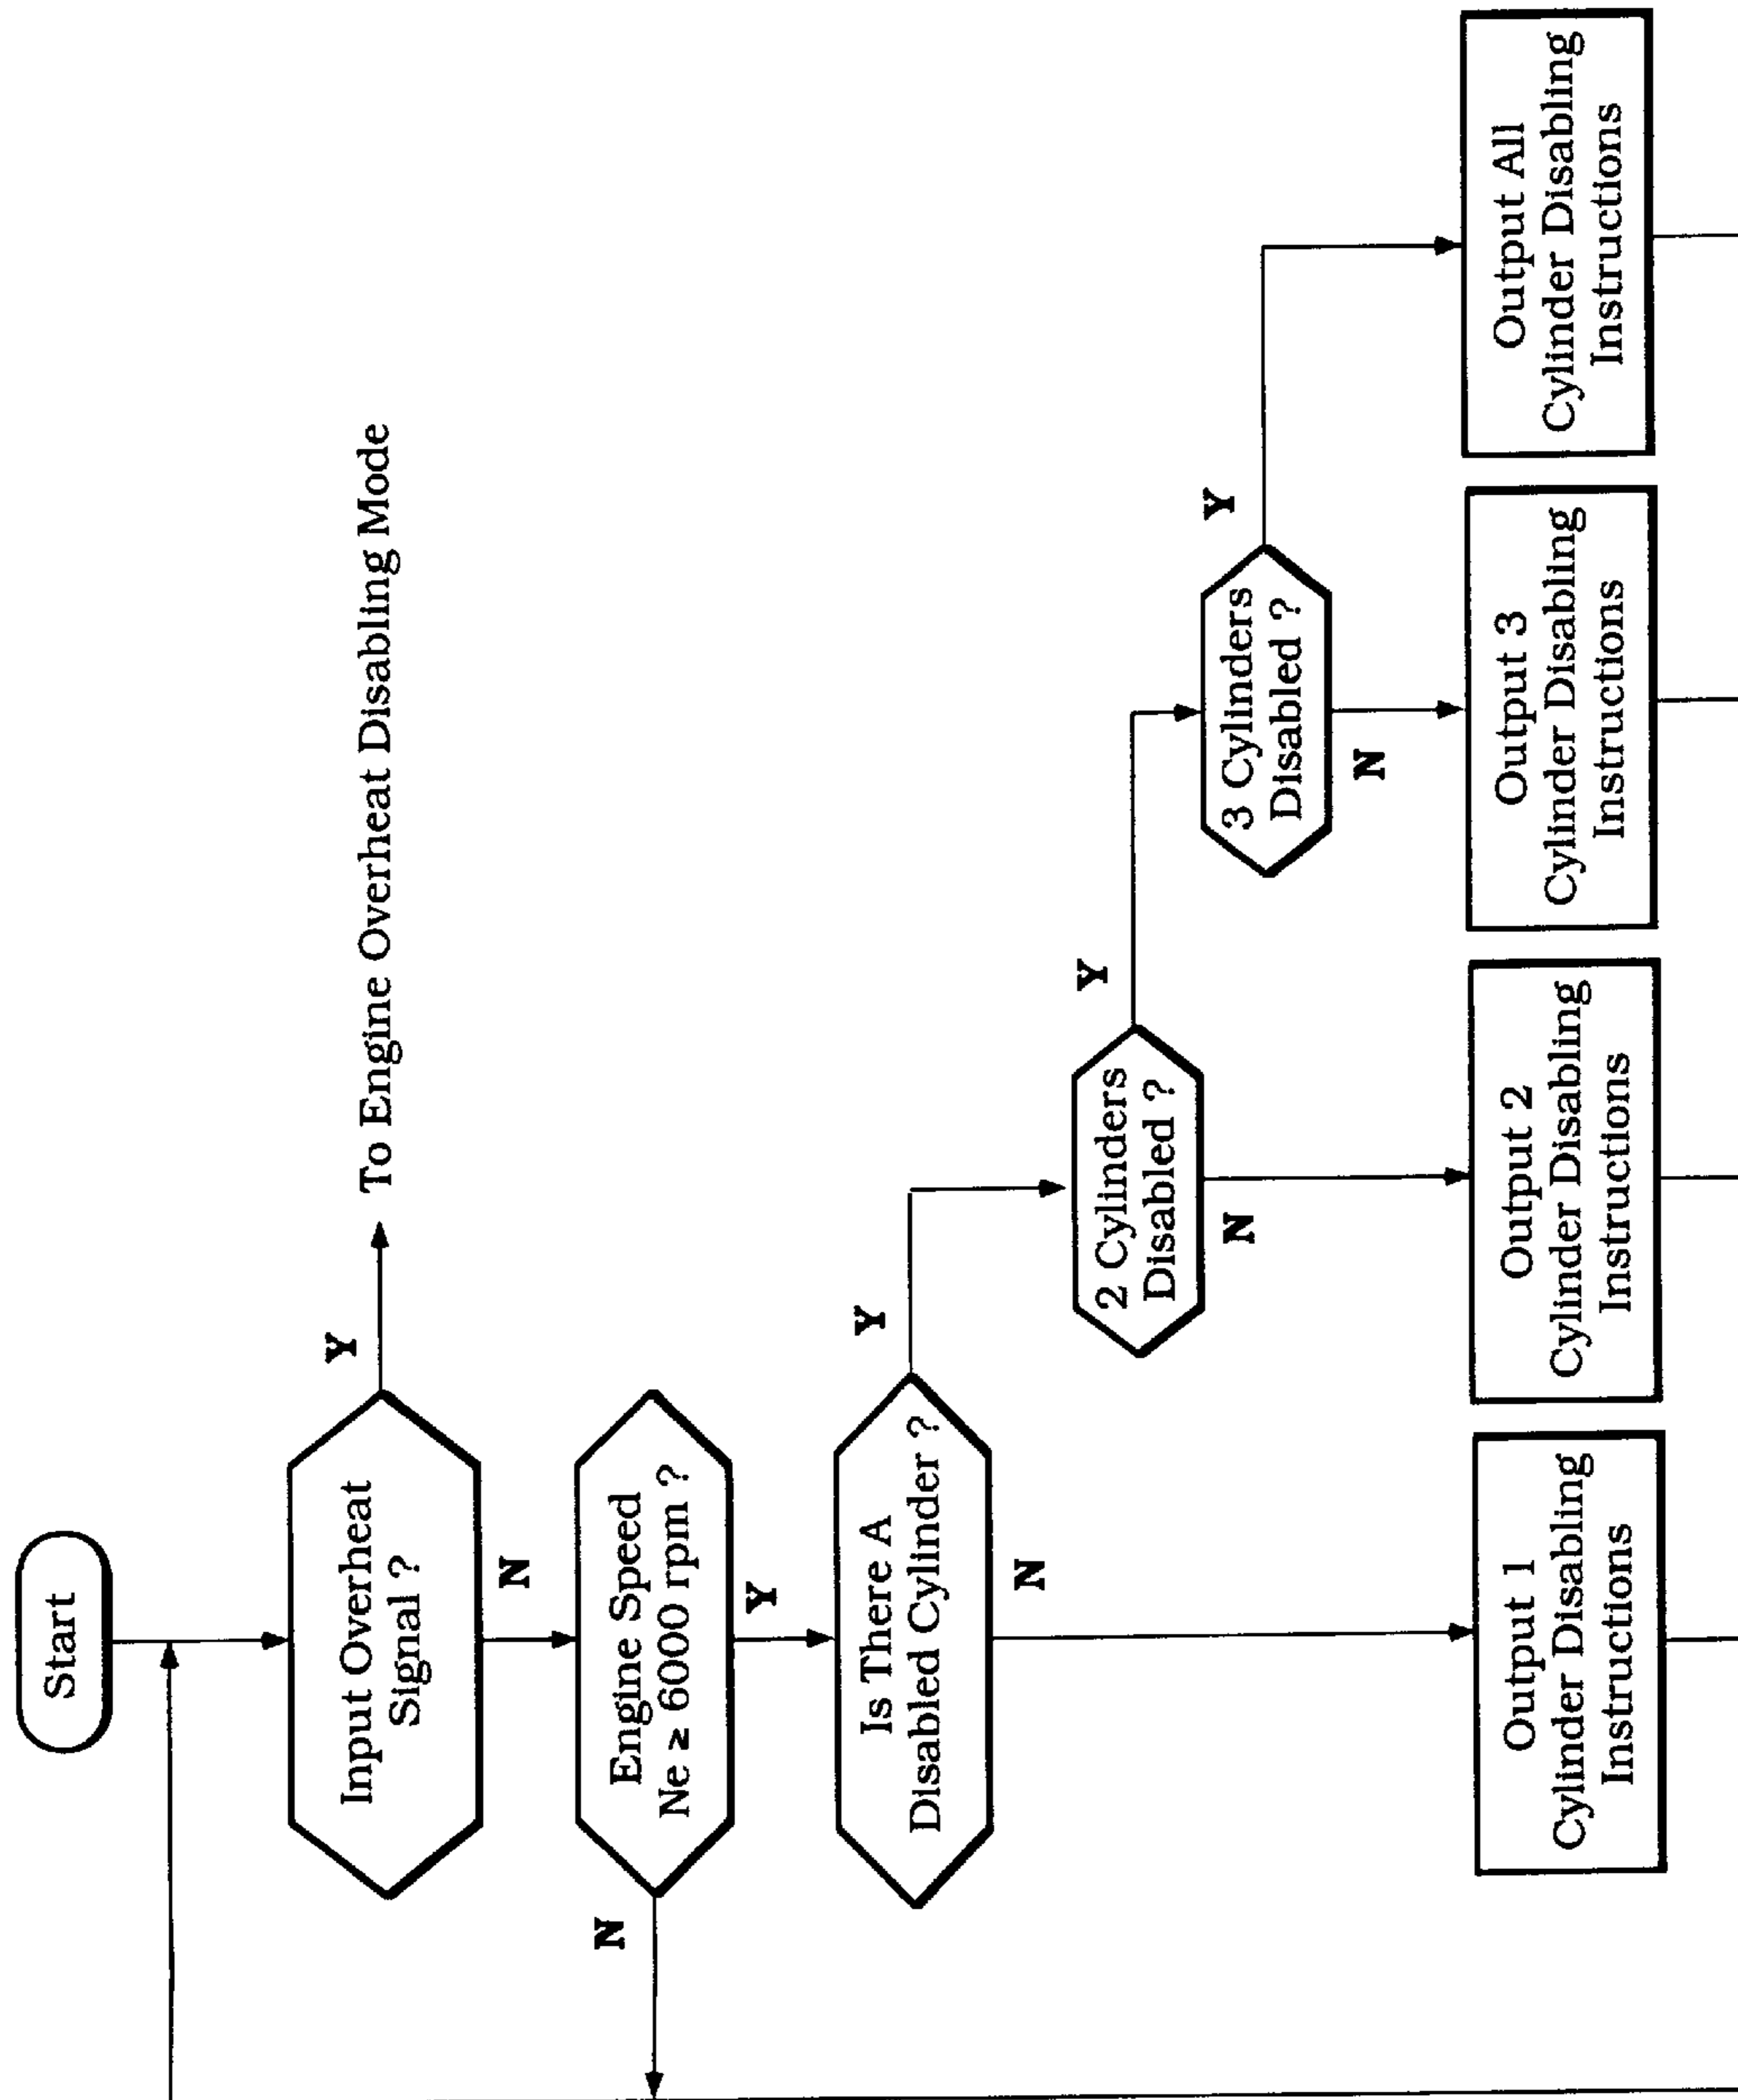 Start
Input Overheat
Signal ?
Y
To Engine Overheat Disabling Mode
N
Engine Speed
Ne ≥ 6000 rpm ?
N
Y
Is There A
Disabled Cylinder ?
Y
N
2 Cylinders
Disabled ?
Y
N
3 Cylinders
Disabled ?
Y
N
Output 1
Cylinder Disabling
Instructions
Output 2
Cylinder Disabling
Instructions
Output 3
Cylinder Disabling
Instructions
Output All
Cylinder Disabling
Instructions